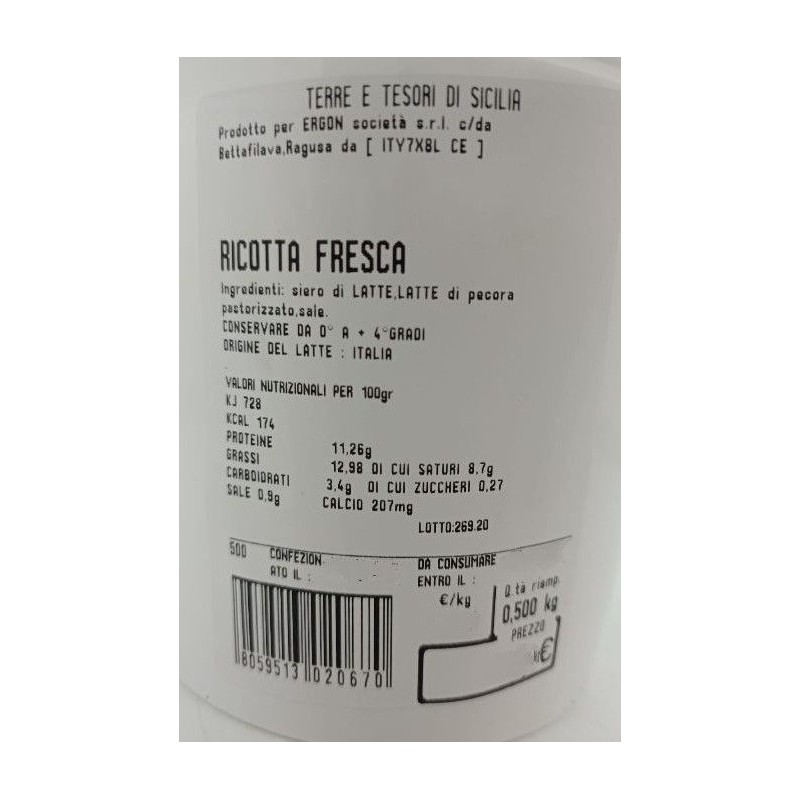 TERRE E TESORI DI SICILIA
Prodotto per ERGON società s.r.l. c/da
Bettafilava,Ragusa da [ ITY7X8L CE ]
RICOTTA FRESCA
Ingredienti: siero di LATTE,LATTE di pecora
pastorizzato,sale.
CONSERVARE DA 0° A + 4°GRADI
ORIGINE DEL LATTE : ITALIA
VALORI NUTRIZIONALI PER 100gr
KJ 728
KCAL 174
PROTEINE 11,26g
GRASSI 12,98 DI CUI SATURI 8,7g
CARBOIDRATI 3,4g DI CUI ZUCCHERI 0,27
SALE 0,9g CALCIO 207mg
LOTTO:269.20
500 CONFEZION
ATO IL :
DA CONSUMARE
ENTRO IL :
€/kg
Q.tà riemp.
0,500 kg
PREZZO
€
8059513 020670